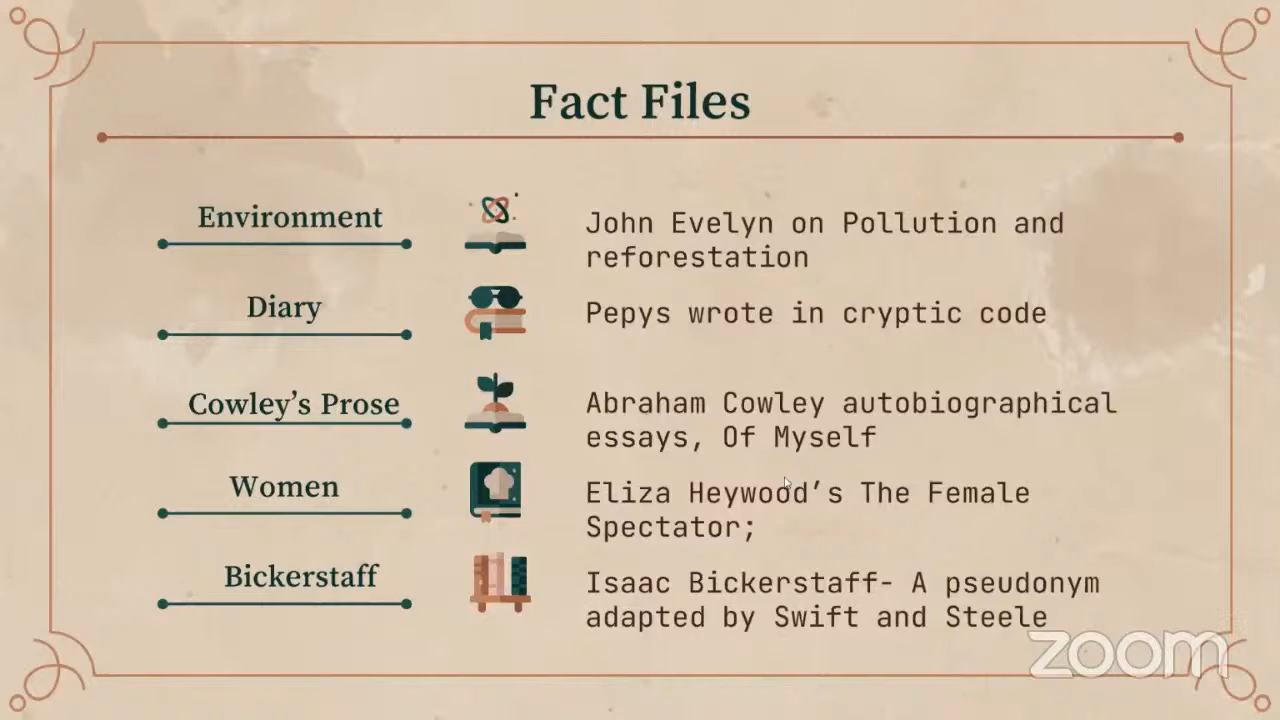 Fact Files
Environment
John Evelyn on Pollution and
reforestation
Diary
Pepys wrote in cryptic code
Cowley's Prose
Abraham Cowley autobiographical
essays, Of Myself
Women
Eliza Heywood's The Female
Spectator;
Bickerstaff
Isaac Bickerstaff- A pseudonym
adapted by Swift and Steele
zoom